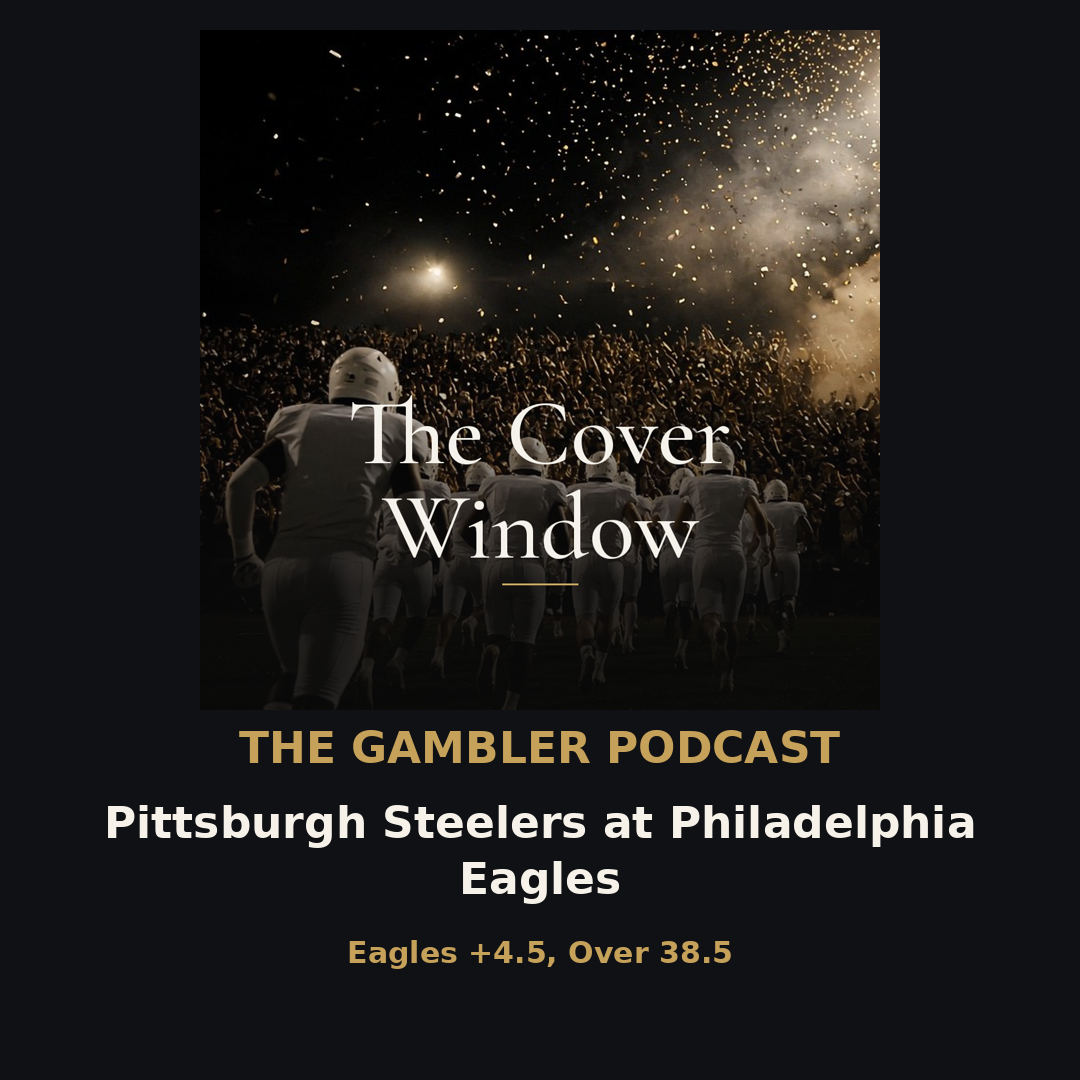 The Cover
Window
THE GAMBLER PODCAST
Pittsburgh Steelers at Philadelphia
Eagles
Eagles +4.5, Over 38.5